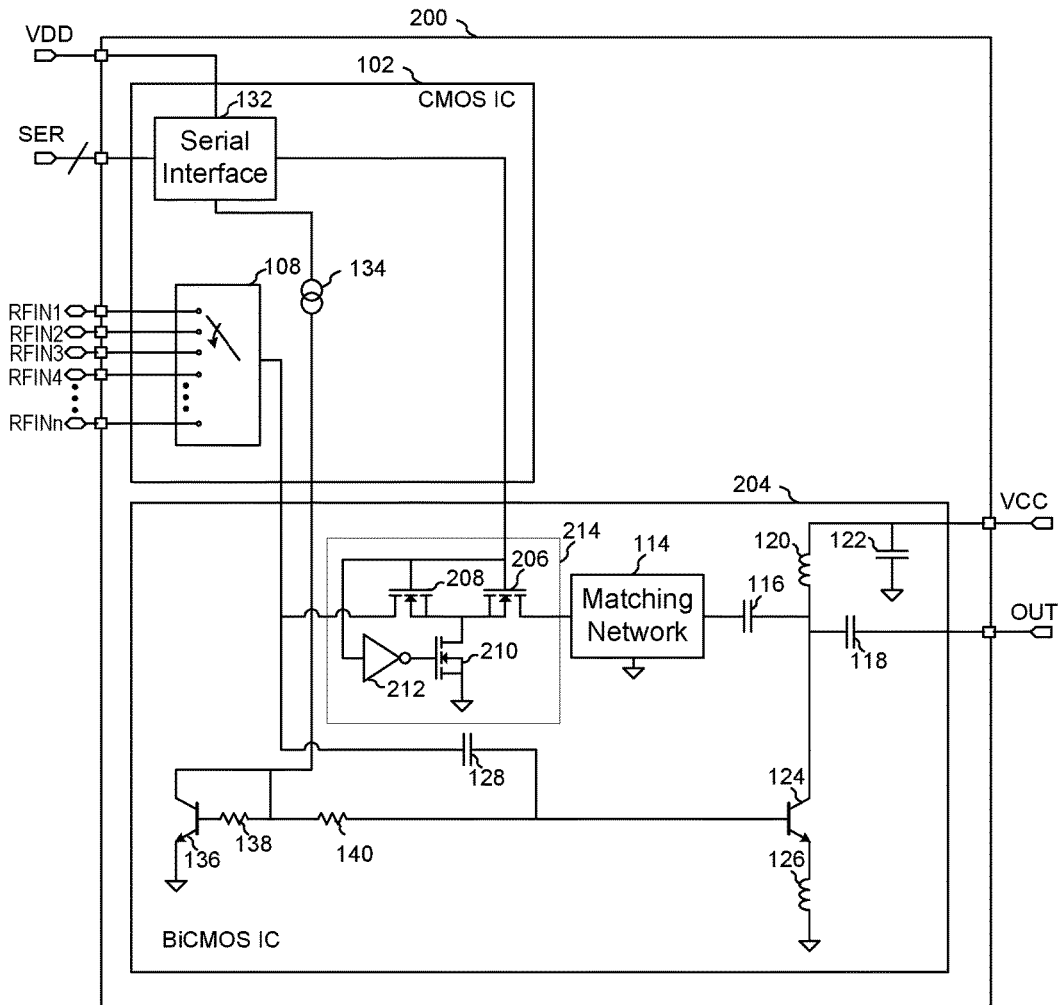 200
VDD
102
CMOS IC
132
SER
Serial
Interface
108
134
RFIN1
RFIN2
RFIN3
RFIN4
RFINn
204
VCC
214
206
114
120
122
208
116
Matching
Network
OUT
210
118
212
128
124
138
140
136
126
BiCMOS IC